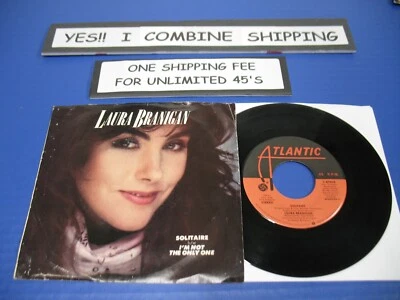 YES!! I COMBINE SHIPPING
ONE SHIPPING FEE
FOR UNLIMITED 45'S
LAURA BRANIGAN
SOLITAIRE
I'M NOT
THE ONLY ONE
ATLANTIC